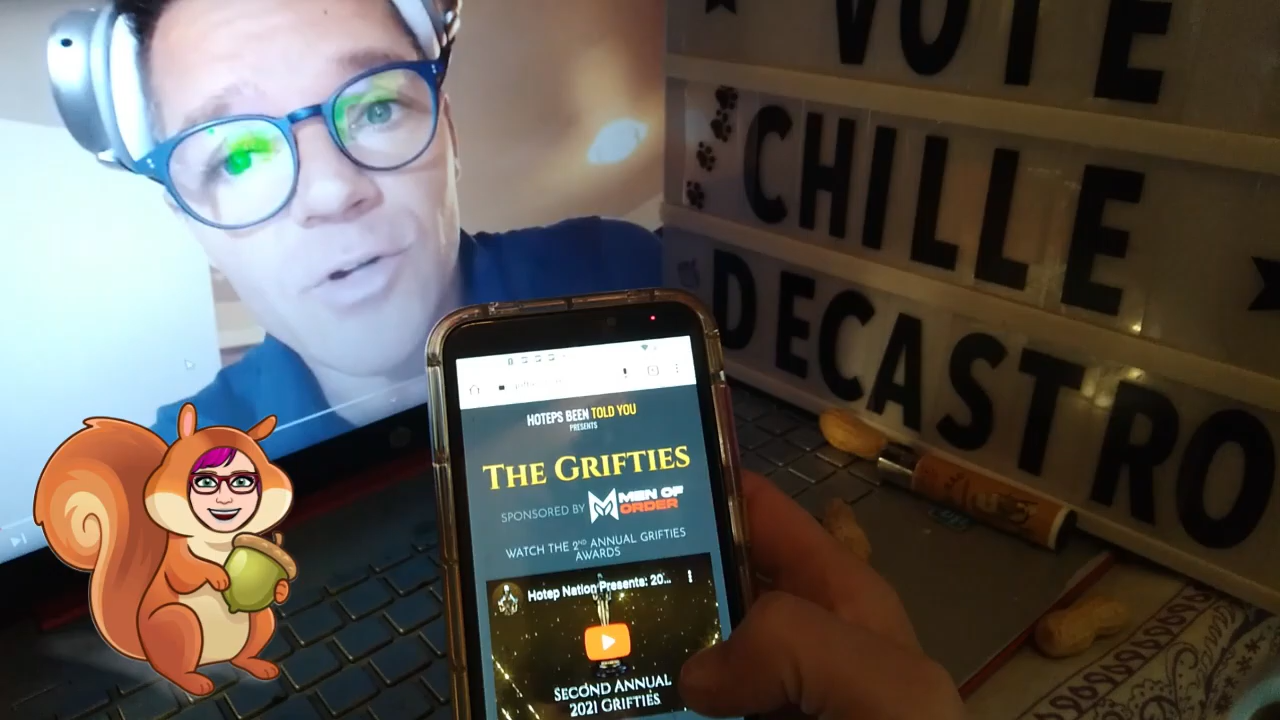 VOTE
CHILLE
DECASTRO
HOTEPS BEEN TOLD YOU
PRESENTS
THE GRIFTIES
SPONSORED BY MEN OF
ORDER
WATCH THE 2ND ANNUAL GRIFTIES
AWARDS
Hotep Nation Presents: 20...
SECOND ANNUAL
2021 GRIFTIES